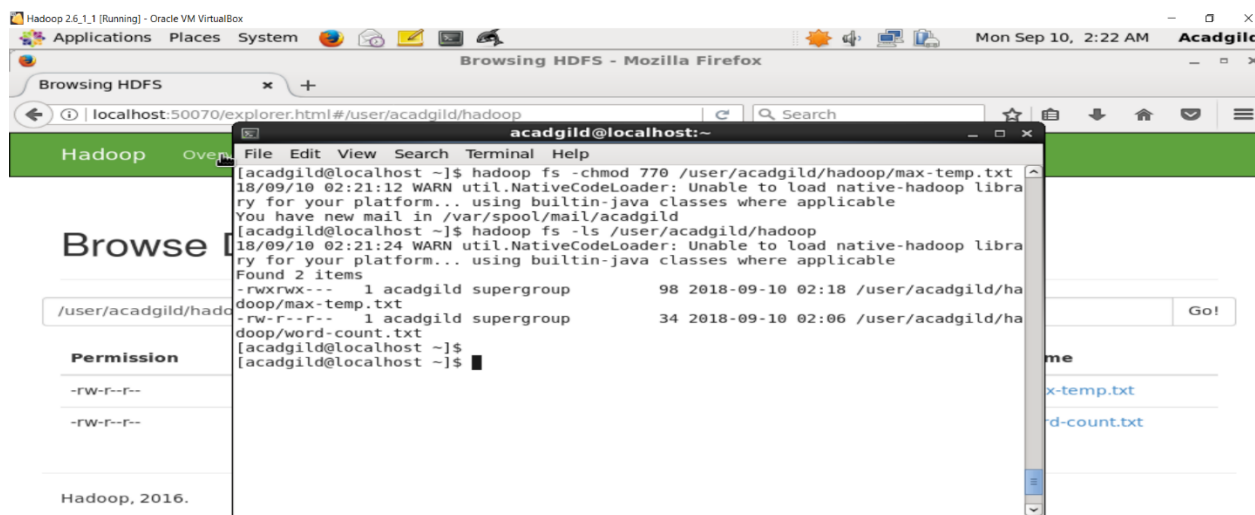 Hadoop 2.6_1_1 [Running] - Oracle VM VirtualBox
Applications Places System Mon Sep 10, 2:22 AM Acadgild
Browsing HDFS - Mozilla Firefox
Browsing HDFS
localhost:50070/explorer.html#/user/acadgild/hadoop Search
acadgild@localhost:~
Hadoop
File Edit View Search Terminal Help
[acadgild@localhost ~]$ hadoop fs -chmod 770 /user/acadgild/hadoop/max-temp.txt
18/09/10 02:21:12 WARN util.NativeCodeLoader: Unable to load native-hadoop libra
ry for your platform... using builtin-java classes where applicable
You have new mail in /var/spool/mail/acadgild
[acadgild@localhost ~]$ hadoop fs -ls /user/acadgild/hadoop
18/09/10 02:21:24 WARN util.NativeCodeLoader: Unable to load native-hadoop libra
ry for your platform... using builtin-java classes where applicable
Found 2 items
-rwxrwx--- 1 acadgild supergroup 98 2018-09-10 02:18 /user/acadgild/ha
doop/max-temp.txt
-rw-r--r-- 1 acadgild supergroup 34 2018-09-10 02:06 /user/acadgild/ha
doop/word-count.txt
[acadgild@localhost ~]$
[acadgild@localhost ~]$
Browse D
/user/acadgild/hado
Go!
Permission me
-rw-r--r-- x-temp.txt
-rw-r--r-- rd-count.txt
Hadoop, 2016.